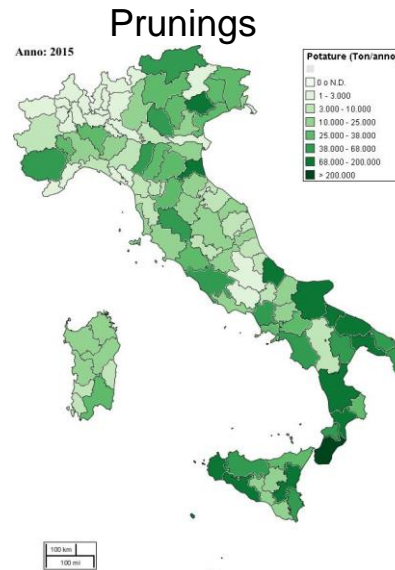 Prunings
Anno: 2015
Potature (Ton/anno)
0 o N.D.
1 - 3.000
3.000 - 10.000
10.000 - 25.000
25.000 - 38.000
38.000 - 68.000
68.000 - 200.000
> 200.000
100 km
100 mi